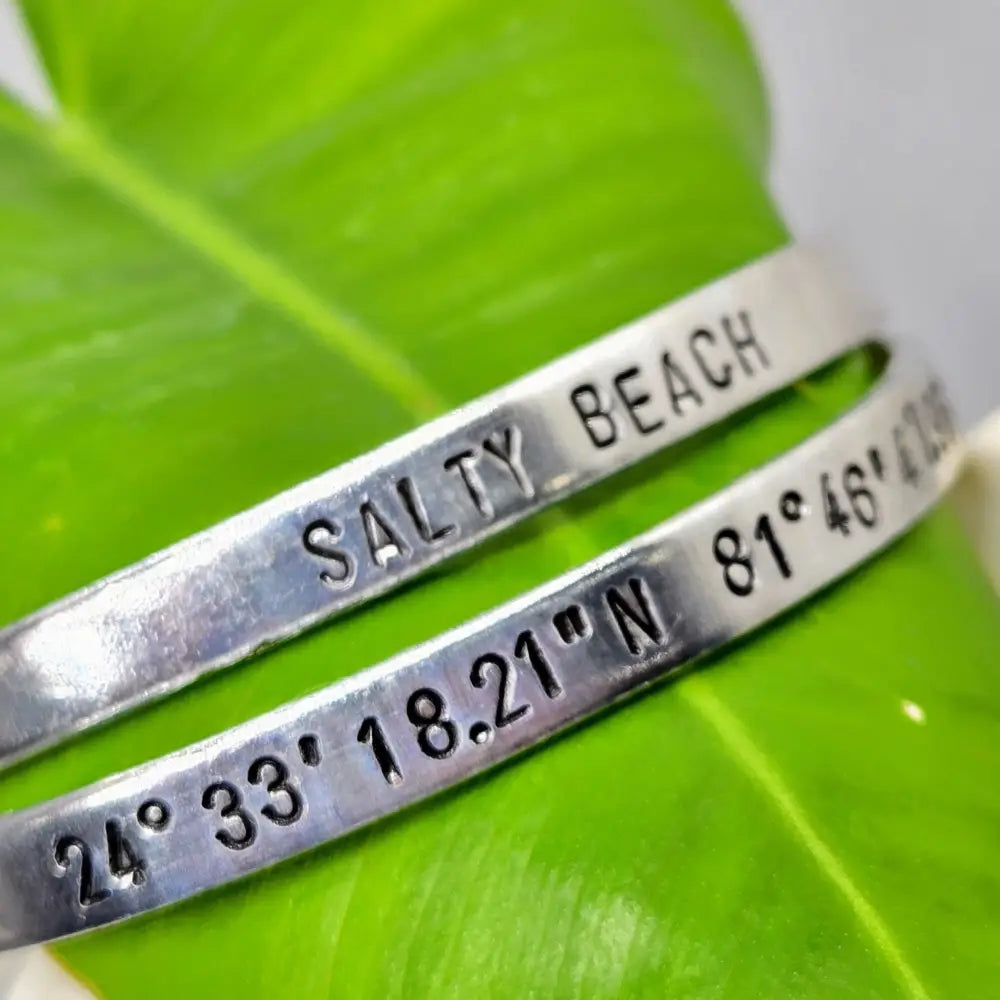 SALTY BEACH
24° 33' 18.21" N 81° 46'